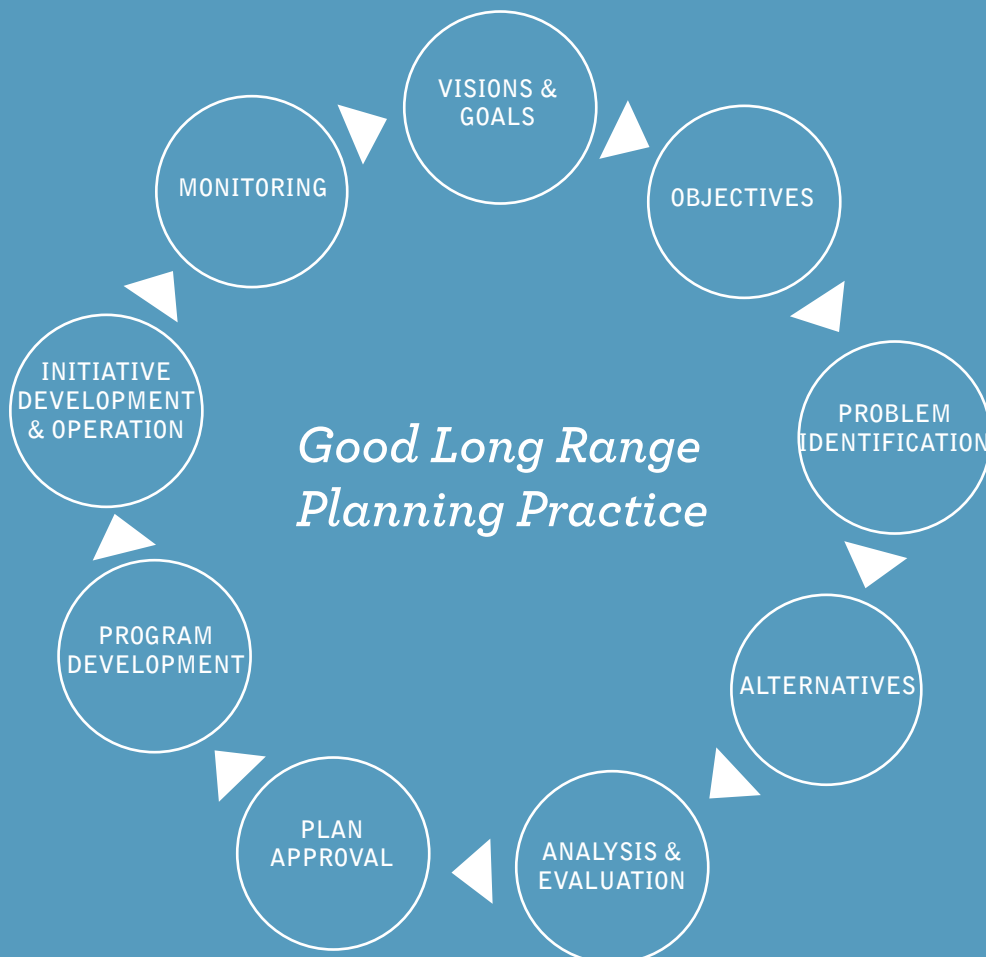 VISIONS &
GOALS
OBJECTIVES
PROBLEM
IDENTIFICATION
ALTERNATIVES
ANALYSIS &
EVALUATION
PLAN
APPROVAL
PROGRAM
DEVELOPMENT
INITIATIVE
DEVELOPMENT
& OPERATION
MONITORING
Good Long Range
Planning Practice